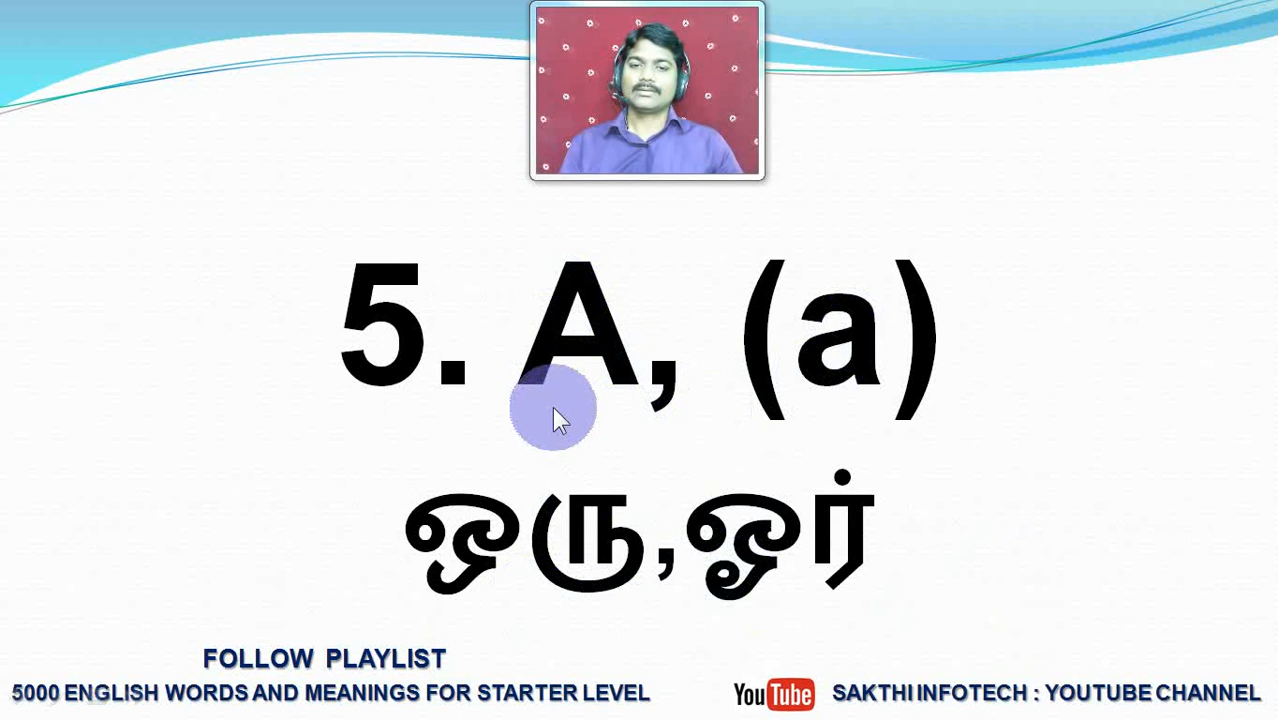 5. A, (a)
ஒரு,ஓர்
FOLLOW PLAYLIST
5000 ENGLISH WORDS AND MEANINGS FOR STARTER LEVEL
YouTube SAKTHI INFOTECH : YOUTUBE CHANNEL